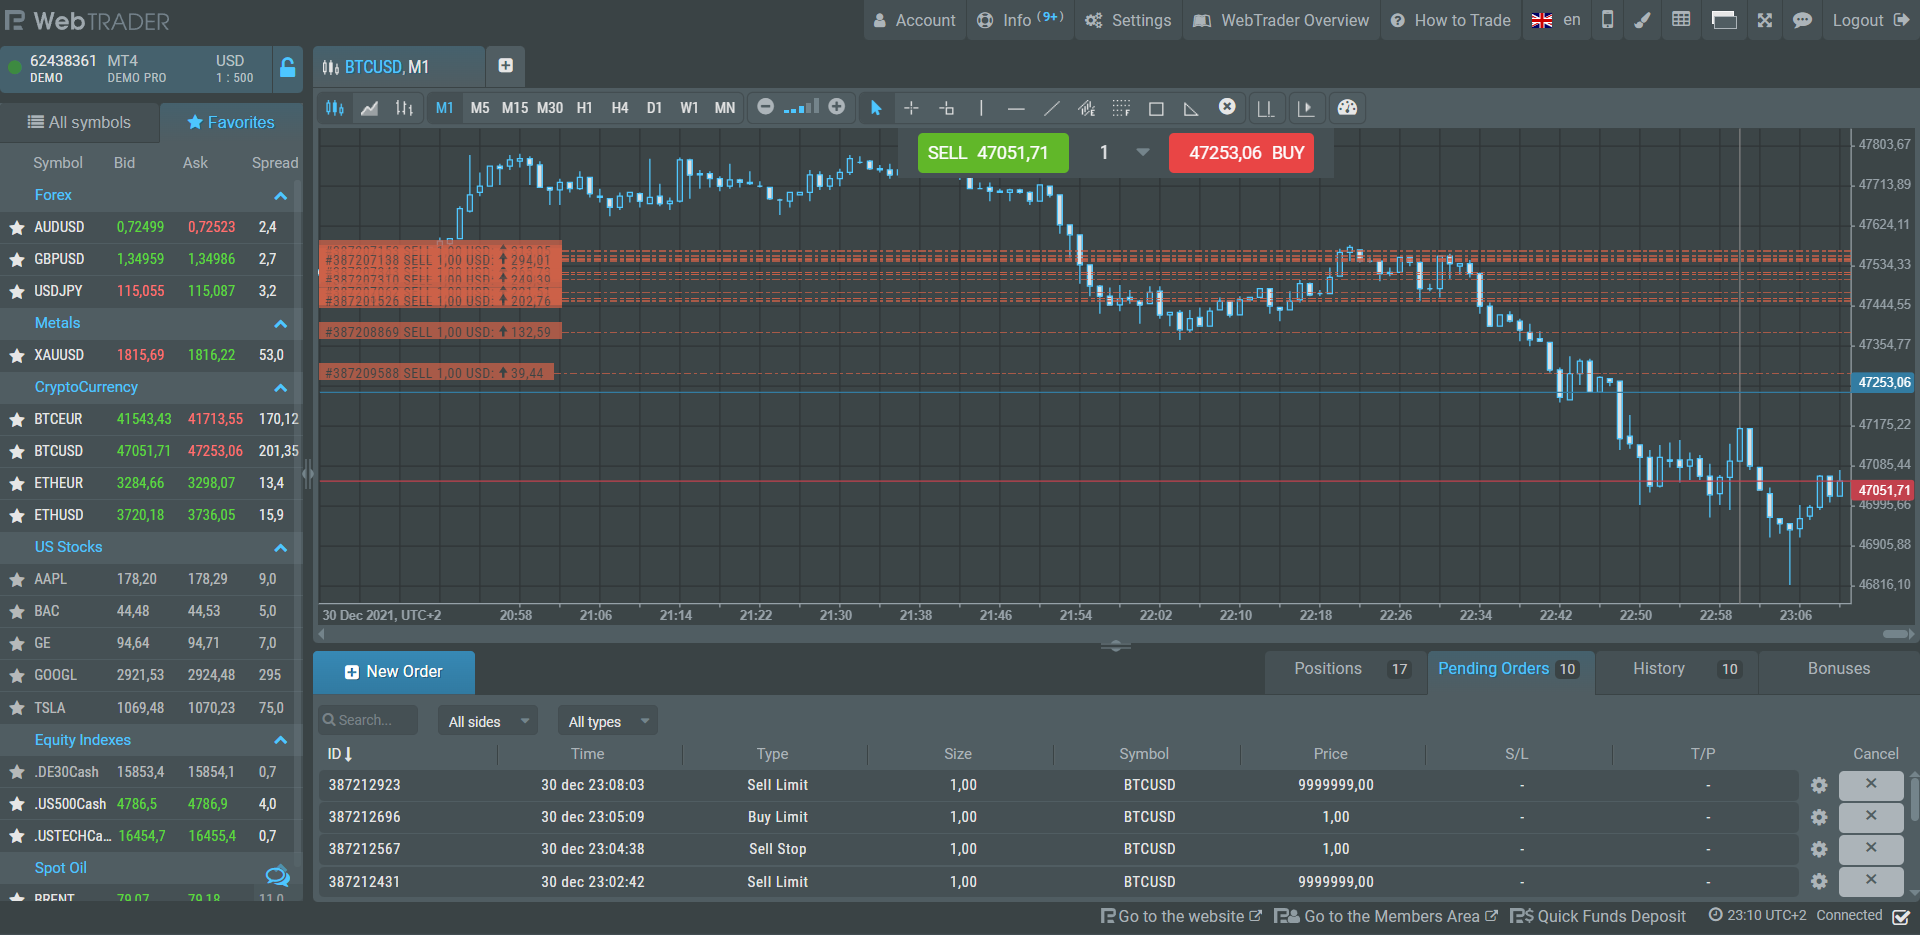 WebTRADER
Account
Info (9+)
Settings
WebTrader Overview
How to Trade
en
Logout
62438361 MT4 USD
DEMO DEMO PRO 1 : 500
BTCUSD, M1
All symbols
Favorites
M1 M5 M15 M30 H1 H4 D1 W1 MN
SELL 47051,71
1
47253,06 BUY
Symbol Bid Ask Spread
Forex
AUDUSD 0,72499 0,72523 2,4
GBPUSD 1,34959 1,34986 2,7
USDJPY 115,055 115,087 3,2
Metals
XAUUSD 1815,69 1816,22 53,0
CryptoCurrency
BTCEUR 41543,43 41713,55 170,12
BTCUSD 47051,71 47253,06 201,35
ETHEUR 3284,66 3298,07 13,4
ETHUSD 3720,18 3736,05 15,9
US Stocks
AAPL 178,20 178,29 9,0
BAC 44,48 44,53 5,0
GE 94,64 94,71 7,0
GOOGL 2921,53 2924,48 295
TSLA 1069,48 1070,23 75,0
Equity Indexes
.DE30Cash 15853,4 15854,1 0,7
.US500Cash 4786,5 4786,9 4,0
.USTECHCa... 16454,7 16455,4 0,7
Spot Oil
BRENT 79,07 79,18 11,0
#387207138 SELL 1,00 USD: 294,01
#387201526 SELL 1,00 USD: 202,76
#387208869 SELL 1,00 USD: 132,59
#387209588 SELL 1,00 USD: 39,44
47803,67
47713,89
47624,11
47534,33
47444,55
47354,77
47253,06
47175,22
47085,44
47051,71
46995,66
46905,88
46816,10
30 Dec 2021, UTC+2 20:58 21:06 21:14 21:22 21:30 21:38 21:46 21:54 22:02 22:10 22:18 22:26 22:34 22:42 22:50 22:58 23:06
New Order
Positions 17
Pending Orders 10
History 10
Bonuses
Search...
All sides
All types
ID Time Type Size Symbol Price S/L T/P Cancel
387212923 30 dec 23:08:03 Sell Limit 1,00 BTCUSD 9999999,00 - -
387212696 30 dec 23:05:09 Buy Limit 1,00 BTCUSD 1,00 - -
387212567 30 dec 23:04:38 Sell Stop 1,00 BTCUSD 1,00 - -
387212431 30 dec 23:02:42 Sell Limit 1,00 BTCUSD 9999999,00 - -
Go to the website
Go to the Members Area
Quick Funds Deposit
23:10 UTC+2
Connected